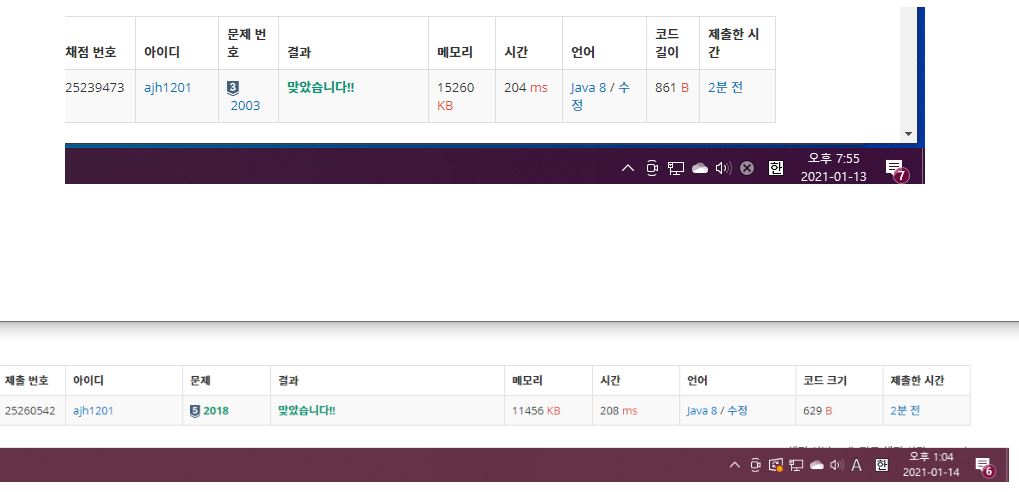 채점 번호 아이디 문제 번호 결과 메모리 시간 언어 코드 길이 제출한 시간
25239473 ajh1201 3 2003 맞았습니다!! 15260 KB 204 ms Java 8 / 수정 861 B 2분 전
오후 7:55
한
2021-01-13
7
제출 번호 아이디 문제 결과 메모리 시간 언어 코드 크기 제출한 시간
25260542 ajh1201 5 2018 맞았습니다!! 11456 KB 208 ms Java 8 / 수정 629 B 2분 전
A 한
오후 1:04
2021-01-14
6